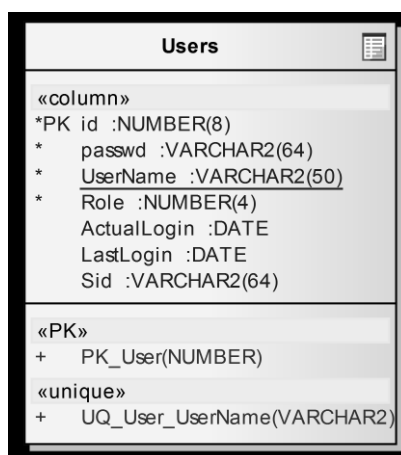 Users
«column»
*PK id :NUMBER(8)
* passwd :VARCHAR2(64)
* UserName :VARCHAR2(50)
* Role :NUMBER(4)
ActualLogin :DATE
LastLogin :DATE
Sid :VARCHAR2(64)
«PK»
+ PK_User(NUMBER)
«unique»
+ UQ_User_UserName(VARCHAR2)